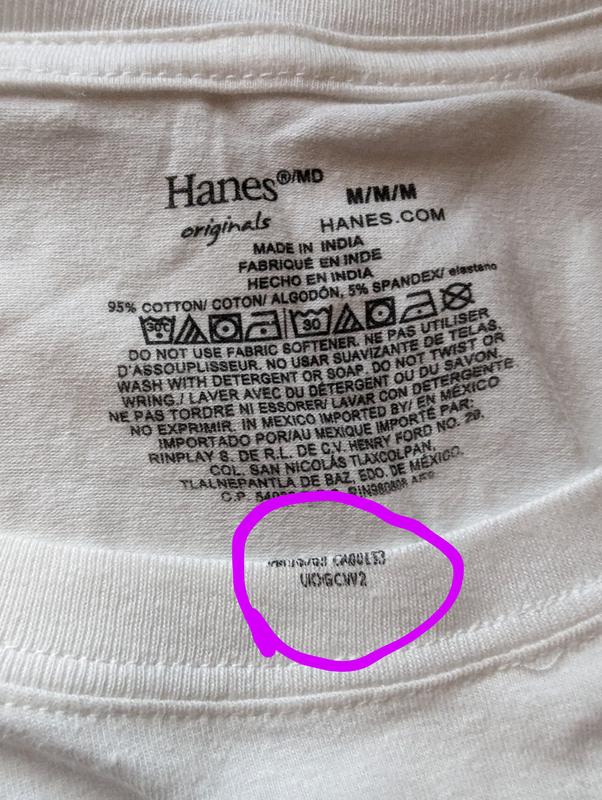 Hanes®/MD M/M/M
originals HANES.COM
MADE IN INDIA
FABRIQUÉ EN INDE
HECHO EN INDIA
95% COTTON/ COTON/ ALGODÓN, 5% SPANDEX/ elastano
30°C 30
DO NOT USE FABRIC SOFTENER. NE PAS UTILISER
D'ASSOUPLISSEUR. NO USAR SUAVIZANTE DE TELAS.
WASH WITH DETERGENT OR SOAP. DO NOT TWIST OR
WRING./ LAVER AVEC DU DÉTERGENT OU DU SAVON.
NE PAS TORDRE NI ESSORER/ LAVAR CON DETERGENTE.
NO EXPRIMIR. IN MEXICO IMPORTED BY/ EN MÉXICO
IMPORTADO POR/AU MEXIQUE IMPORTÉ PAR:
RINPLAY S. DE R.L. DE C.V. HENRY FORD NO. 29.
COL. SAN NICOLÁS TLAXCOLPAN,
TLALNEPANTLA DE BAZ, EDO. DE MÉXICO.
C.P.